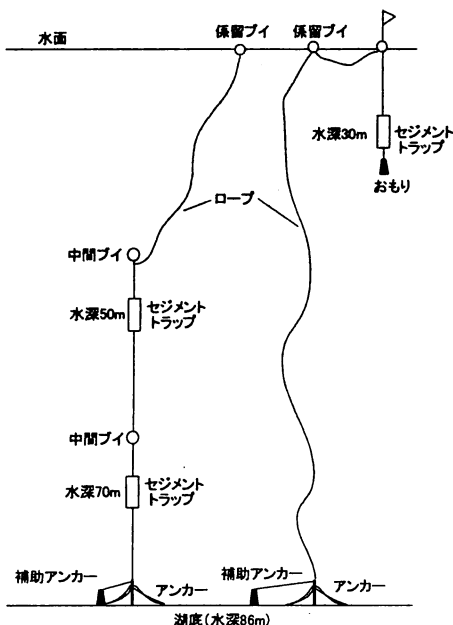 係留ブイ
係留ブイ
水面
水深30m
セジメント
トラップ
おもり
ロープ
中間ブイ
水深50m
セジメント
トラップ
中間ブイ
水深70m
セジメント
トラップ
補助アンカー
アンカー
補助アンカー
アンカー
湖底(水深86m)